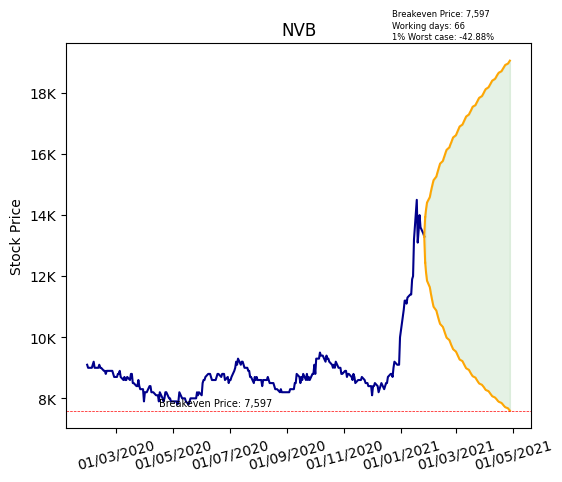 Breakeven Price: 7,597
Working days: 66
1% Worst case: -42.88%
NVB
Stock Price
18K
16K
14K
12K
10K
8K
Breakeven Price: 7,597
01/03/2020
01/05/2020
01/07/2020
01/09/2020
01/11/2020
01/01/2021
01/03/2021
01/05/2021